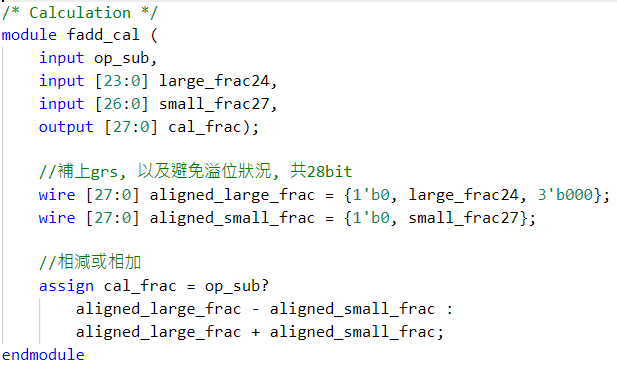 /* Calculation */
module fadd_cal (
    input op_sub,
    input [23:0] large_frac24,
    input [26:0] small_frac27,
    output [27:0] cal_frac);

    //補上grs, 以及避免溢位狀況, 共28bit
    wire [27:0] aligned_large_frac = {1'b0, large_frac24, 3'b000};
    wire [27:0] aligned_small_frac = {1'b0, small_frac27};

    //相減或相加
    assign cal_frac = op_sub?
        aligned_large_frac - aligned_small_frac :
        aligned_large_frac + aligned_small_frac;
endmodule